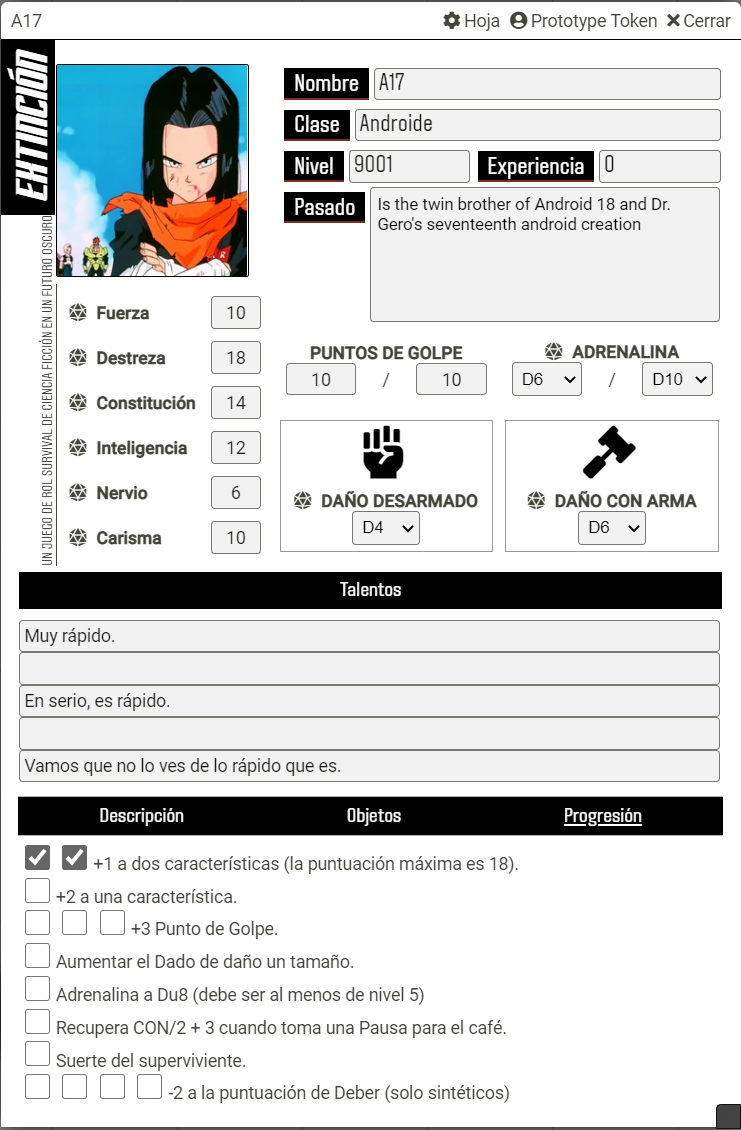 A17
Hoja
Prototype Token
Cerrar
EXTINCIÓN
UN JUEGO DE ROL SURVIVAL DE CIENCIA FICCIÓN EN UN FUTURO OSCURO
Nombre A17
Clase Androide
Nivel 9001 Experiencia 0
Pasado
Is the twin brother of Android 18 and Dr.
Gero's seventeenth android creation
Fuerza 10
Destreza 18
Constitución 14
Inteligencia 12
Nervio 6
Carisma 10
PUNTOS DE GOLPE
10 / 10
ADRENALINA
D6 / D10
DAÑO DESARMADO
D4
DAÑO CON ARMA
D6
Talentos
Muy rápido.
En serio, es rápido.
Vamos que no lo ves de lo rápido que es.
Descripción Objetos Progresión
+1 a dos características (la puntuación máxima es 18).
+2 a una característica.
+3 Punto de Golpe.
Aumentar el Dado de daño un tamaño.
Adrenalina a Du8 (debe ser al menos de nivel 5)
Recupera CON/2 + 3 cuando toma una Pausa para el café.
Suerte del superviviente.
-2 a la puntuación de Deber (solo sintéticos)